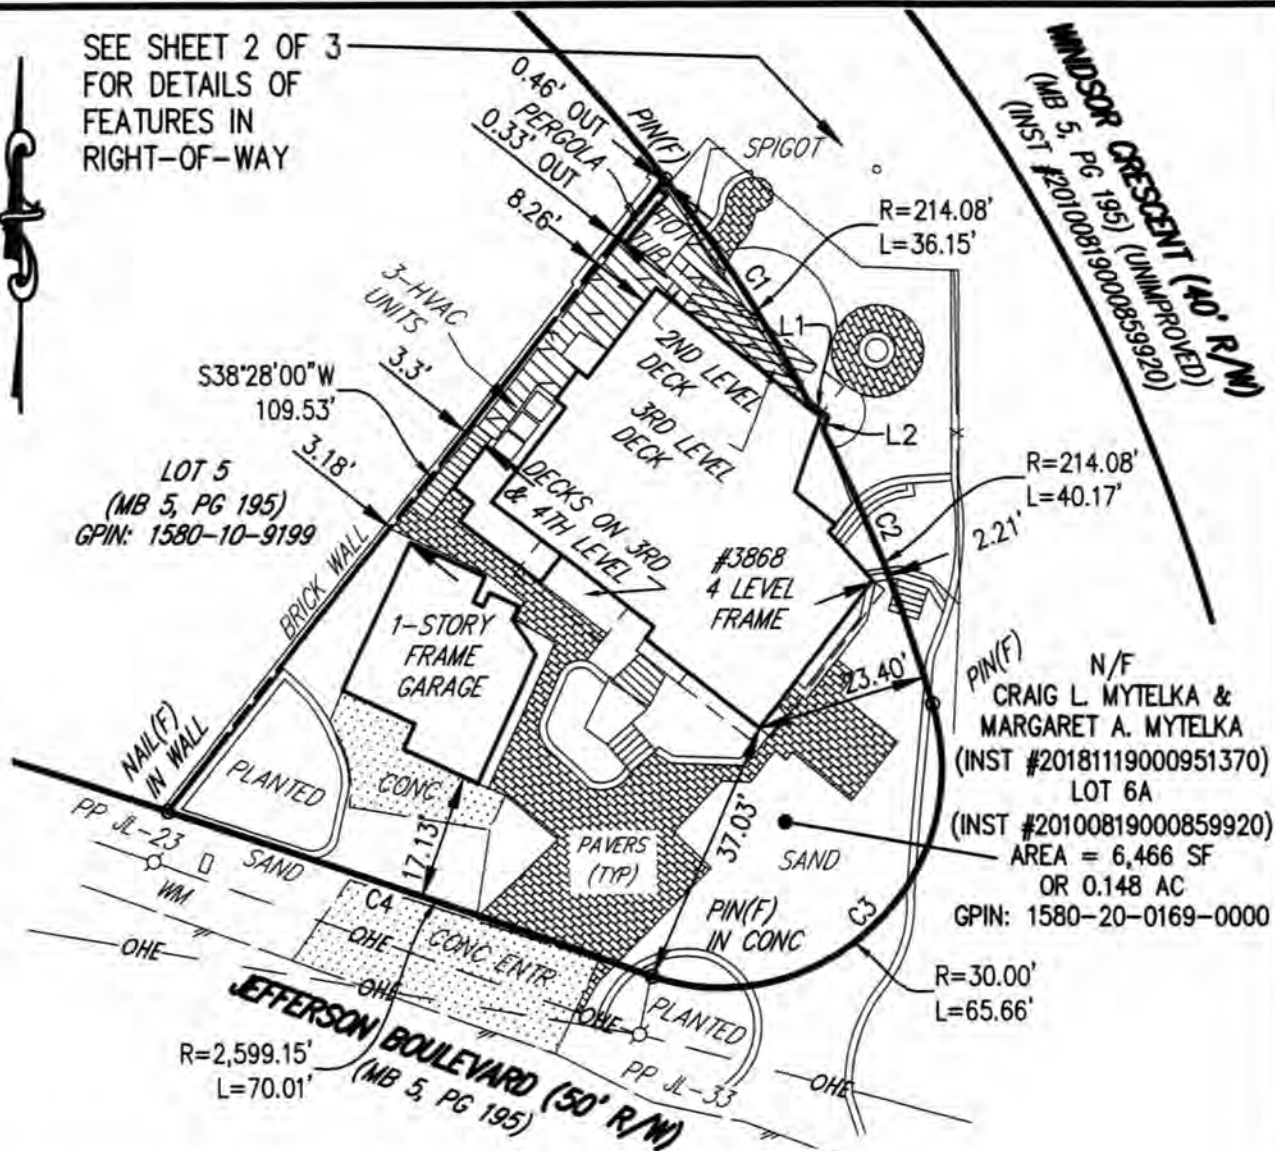 SEE SHEET 2 OF 3
FOR DETAILS OF
FEATURES IN
RIGHT-OF-WAY
0.46' OUT
PERGOLA
0.33' OUT
8.26'
PIN(F)
SPIGOT
WINDSOR CRESCENT (40' R/W)
(MB 5, PG 195) (UNIMPROVED)
(INST #20100819000859920)
R=214.08'
L=36.15'
HOT
TUB
C1
L1
3-HVAC
UNITS
3.3'
S38°28'00"W
109.53'
3.18'
2ND LEVEL
DECK
3RD LEVEL
DECK
L2
R=214.08'
L=40.17'
LOT 5
(MB 5, PG 195)
GPIN: 1580-10-9199
DECKS ON 3RD
& 4TH LEVEL
C2
2.21'
#3868
4 LEVEL
FRAME
BRICK WALL
1-STORY
FRAME
GARAGE
23.40'
PIN(F)
N/F
CRAIG L. MYTELKA &
MARGARET A. MYTELKA
(INST #20181119000951370)
LOT 6A
(INST #20100819000859920)
AREA = 6,466 SF
OR 0.148 AC
GPIN: 1580-20-0169-0000
NAIL(F)
IN WALL
PLANTED
CONC
17.13'
PAVERS
(TYP)
37.03'
SAND
PP JL-23
SAND
WM
C4
PIN(F)
IN CONC
C3
OHE
OHE
CONC ENTR
OHE
OHE
PLANTED
R=30.00'
L=65.66'
JEFFERSON BOULEVARD (50' R/W)
(MB 5, PG 195)
R=2,599.15'
L=70.01'
PP JL-33
OHE